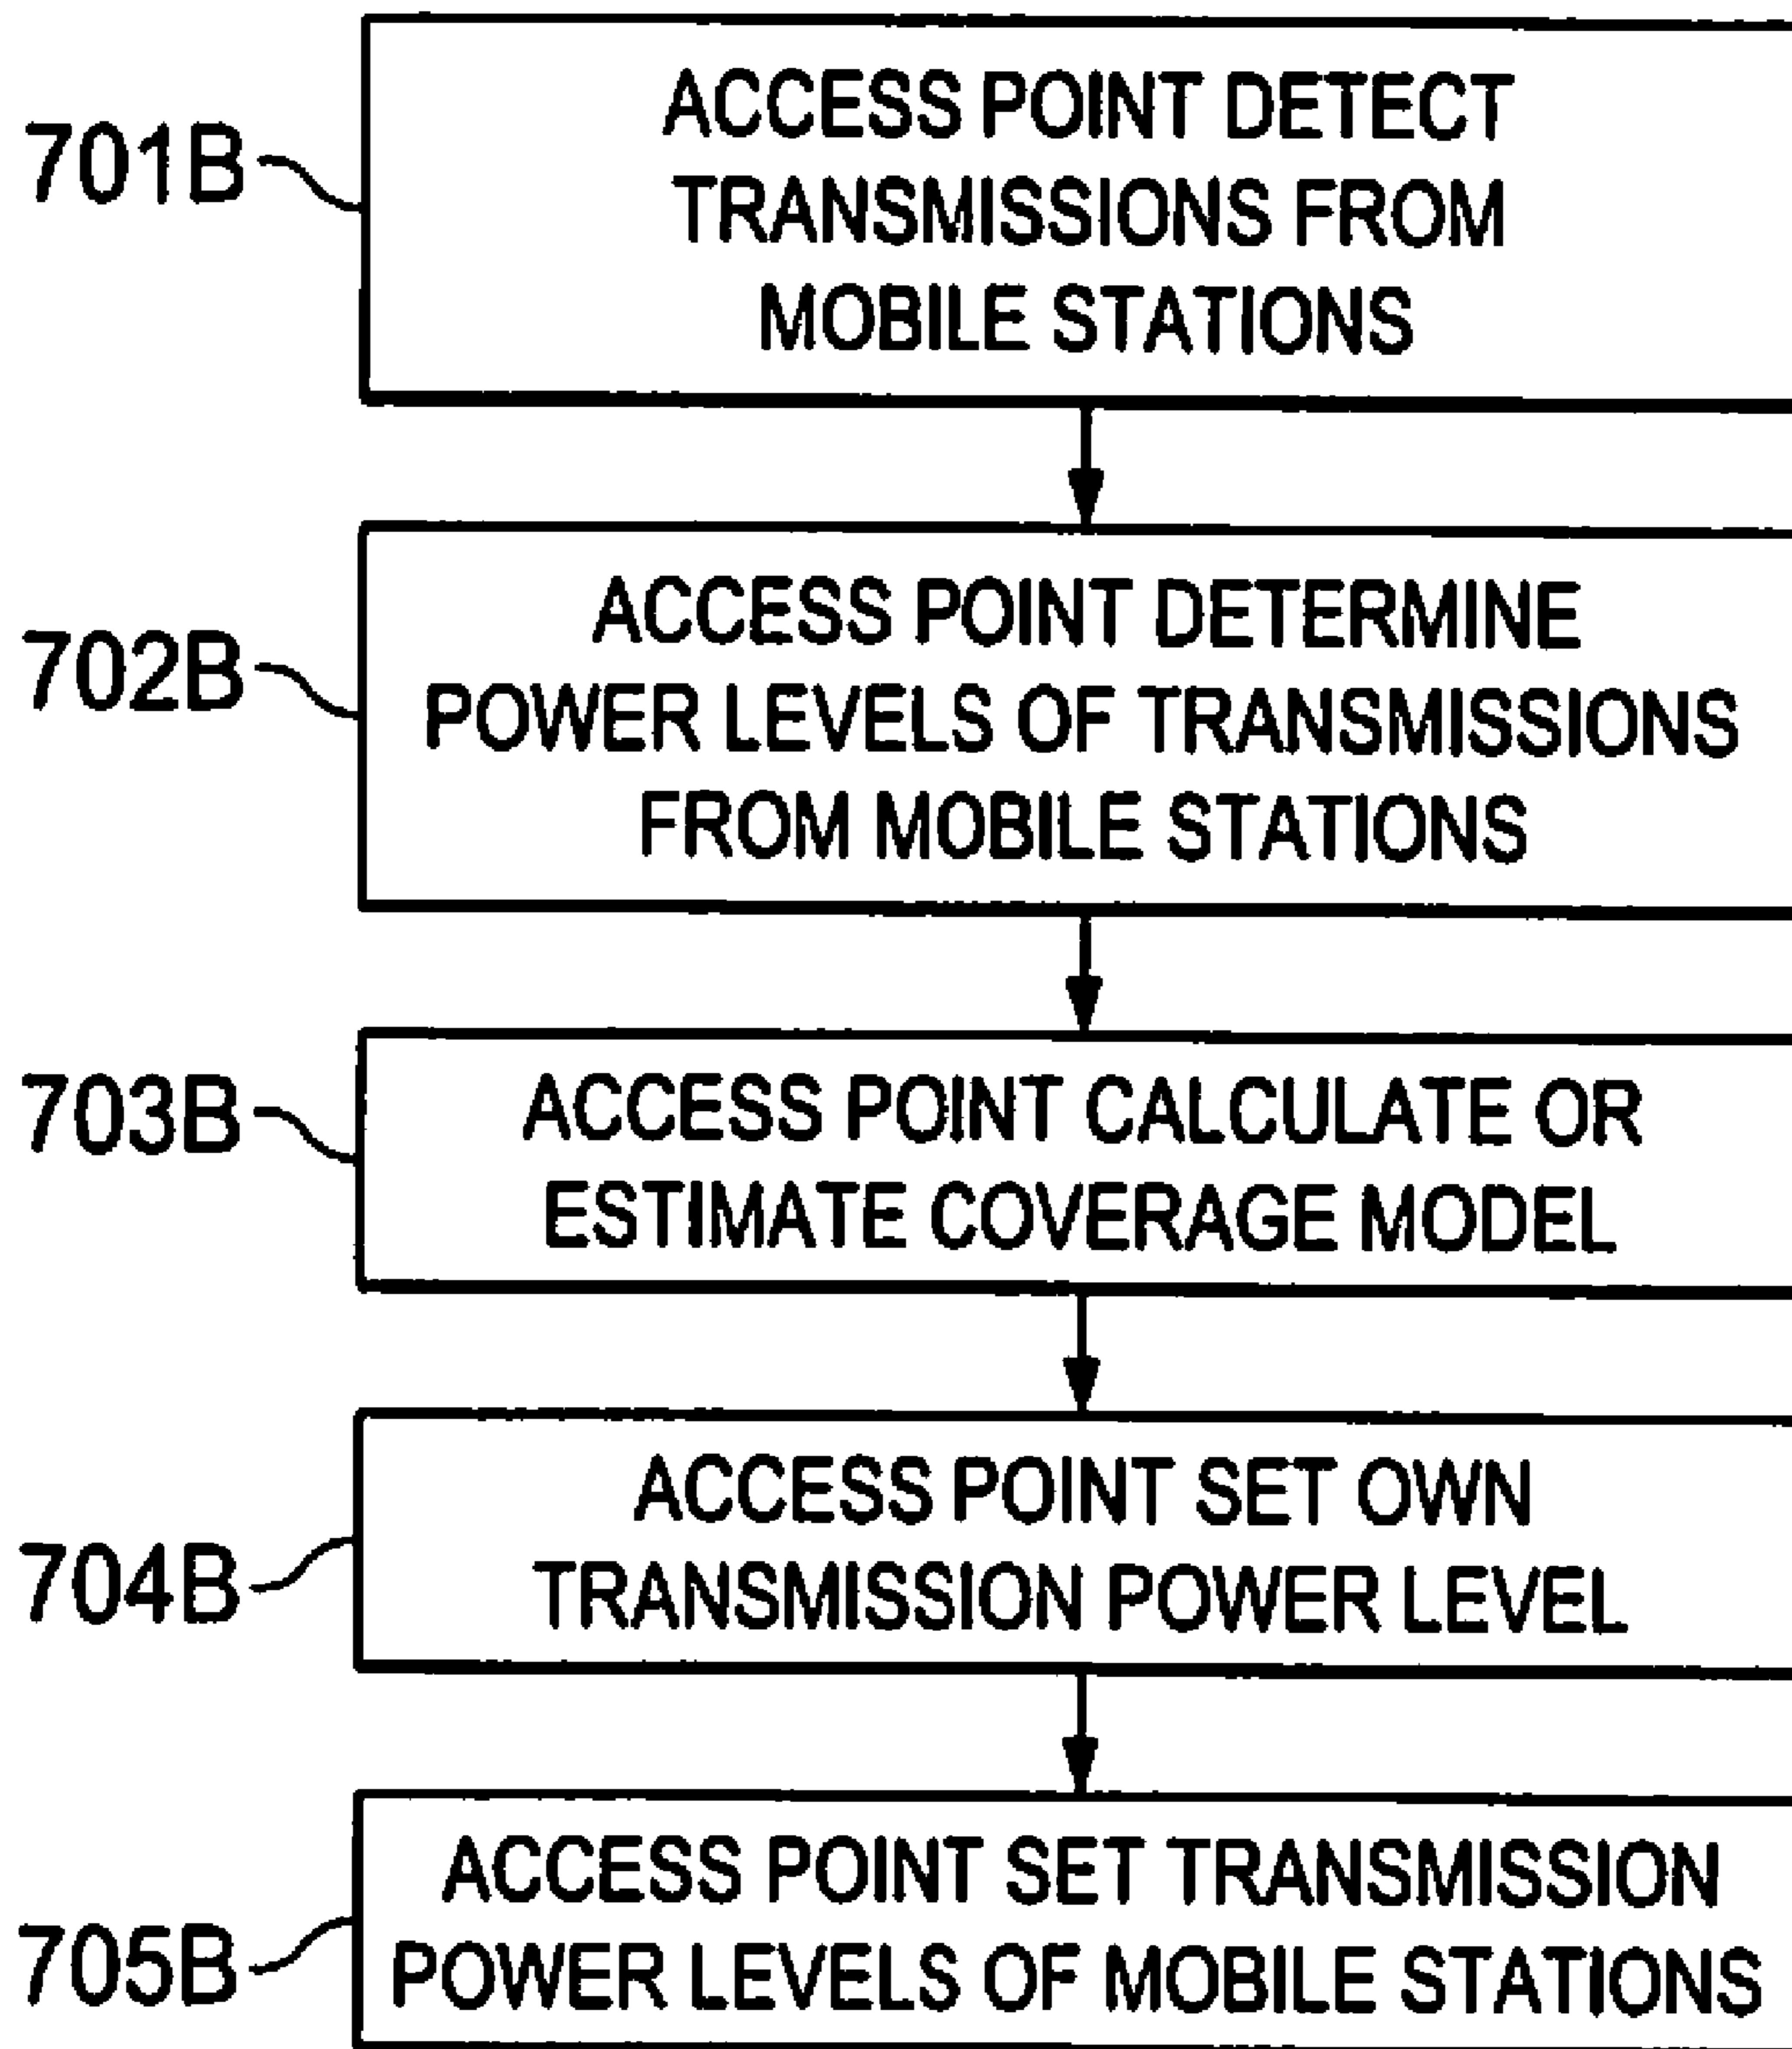 701B
ACCESS POINT DETECT
TRANSMISSIONS FROM
MOBILE STATIONS
702B
ACCESS POINT DETERMINE
POWER LEVELS OF TRANSMISSIONS
FROM MOBILE STATIONS
703B
ACCESS POINT CALCULATE OR
ESTIMATE COVERAGE MODEL
704B
ACCESS POINT SET OWN
TRANSMISSION POWER LEVEL
705B
ACCESS POINT SET TRANSMISSION
POWER LEVELS OF MOBILE STATIONS